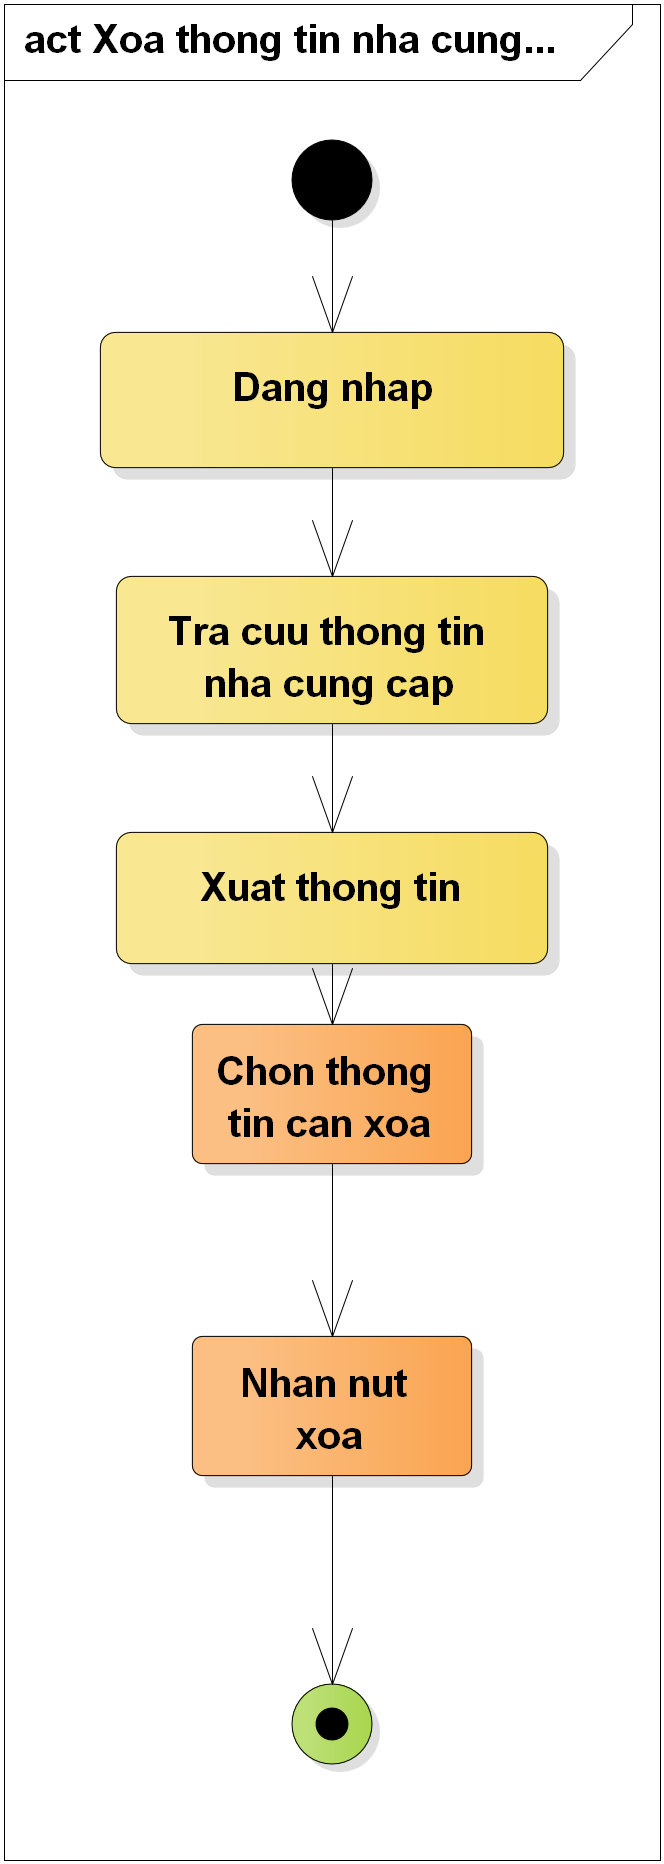 act Xoa thong tin nha cung...
Dang nhap
Tra cuu thong tin
nha cung cap
Xuat thong tin
Chon thong
tin can xoa
Nhan nut
xoa